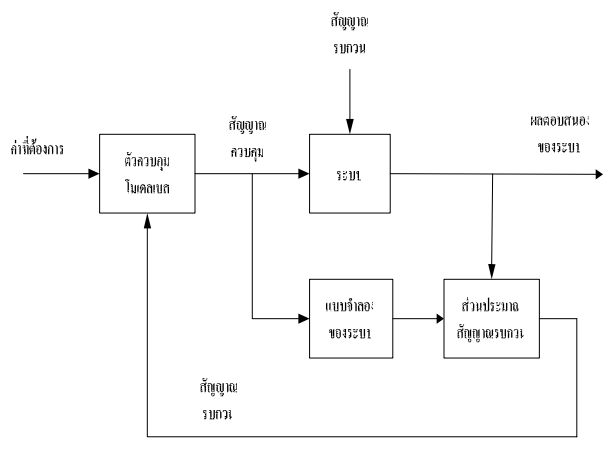 สัญญาณ
รบกวน
สัญญาณ
ควบคุม
ผลตอบสนอง
ของระบบ
ค่าที่ต้องการ
ตัวควบคุม
โมเดลเบส
ระบบ
แบบจำลอง
ของระบบ
ส่วนประมาณ
สัญญาณรบกวน
สัญญาณ
รบกวน